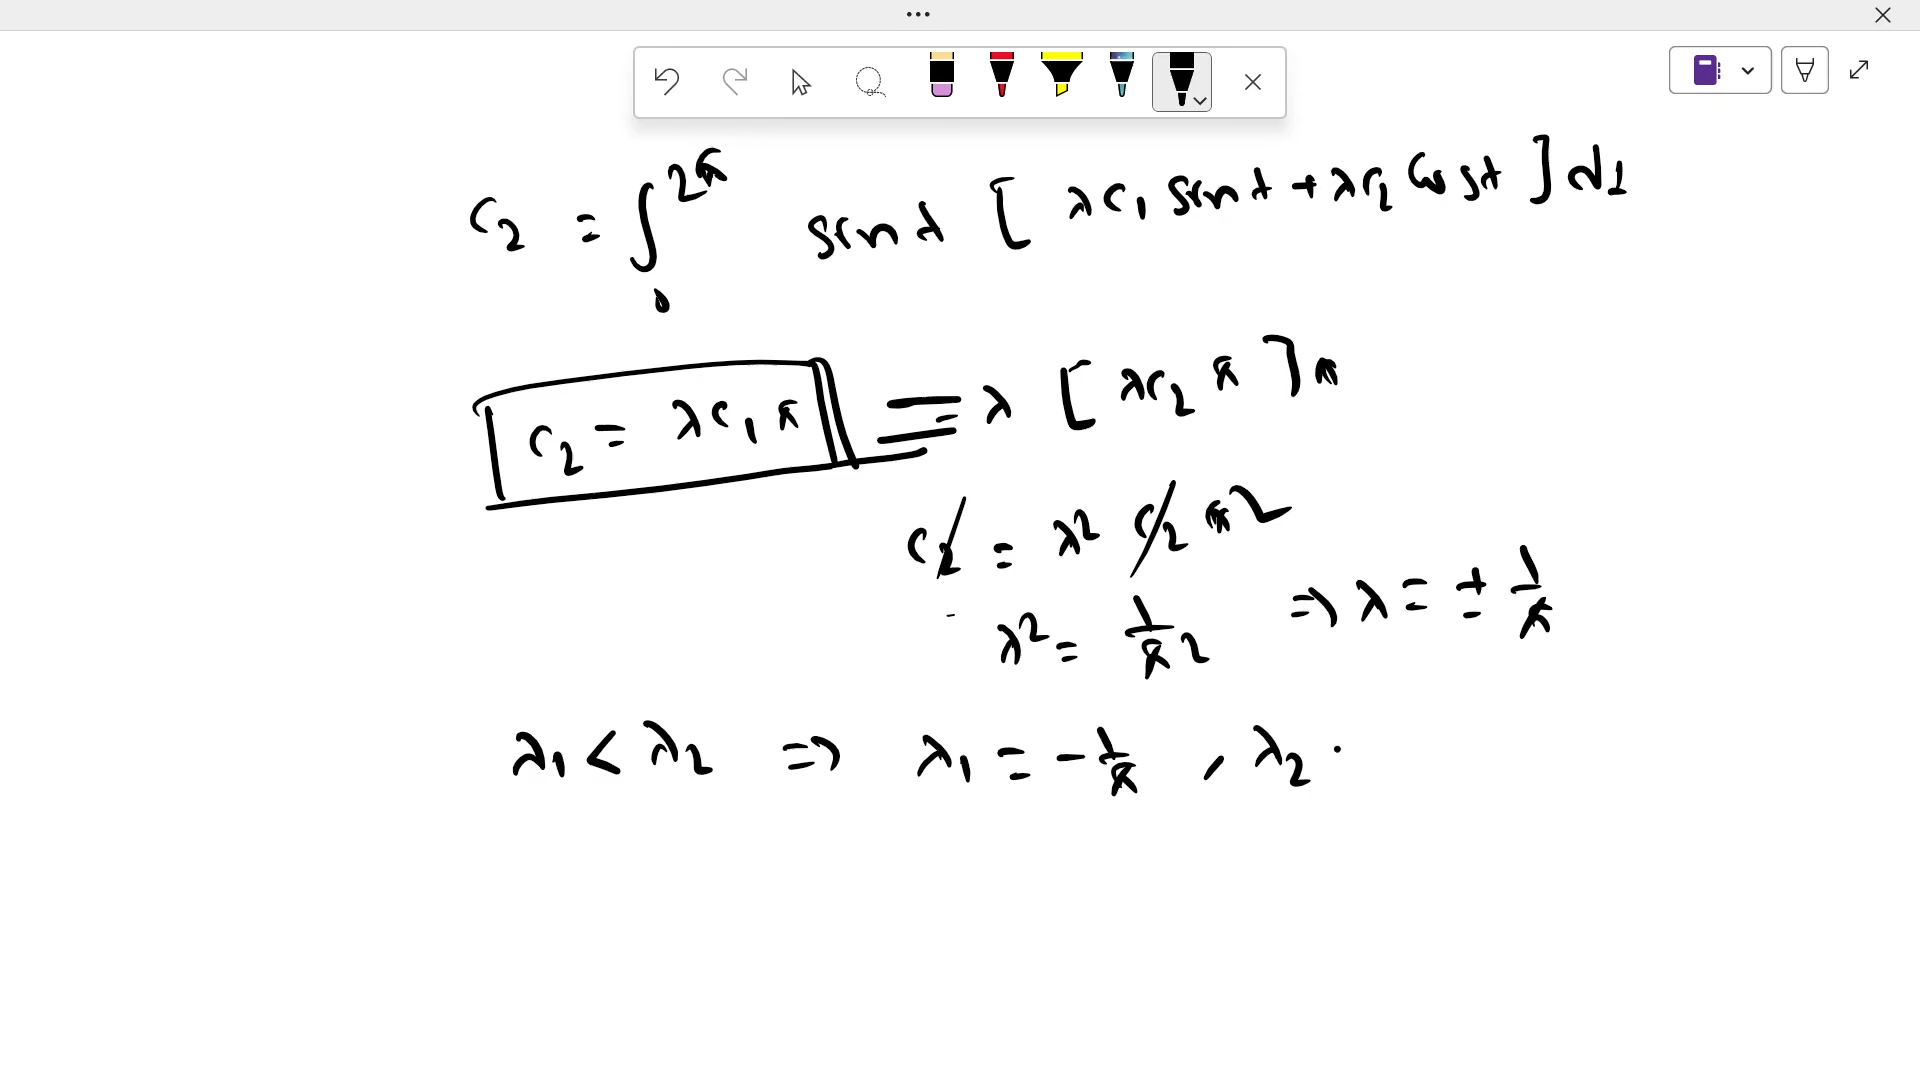 c₂ = ∫₀^2π sin t [ λc₁ sin t + λc₂ cos t ] dt
c₂ = λc₁π = λ [ λc₂ π ] π
c₂ = λ² c₂ π²
λ² = 1/π² ⇒ λ = ± 1/π
λ₁ < λ₂ ⇒ λ₁ = -1/π , λ₂